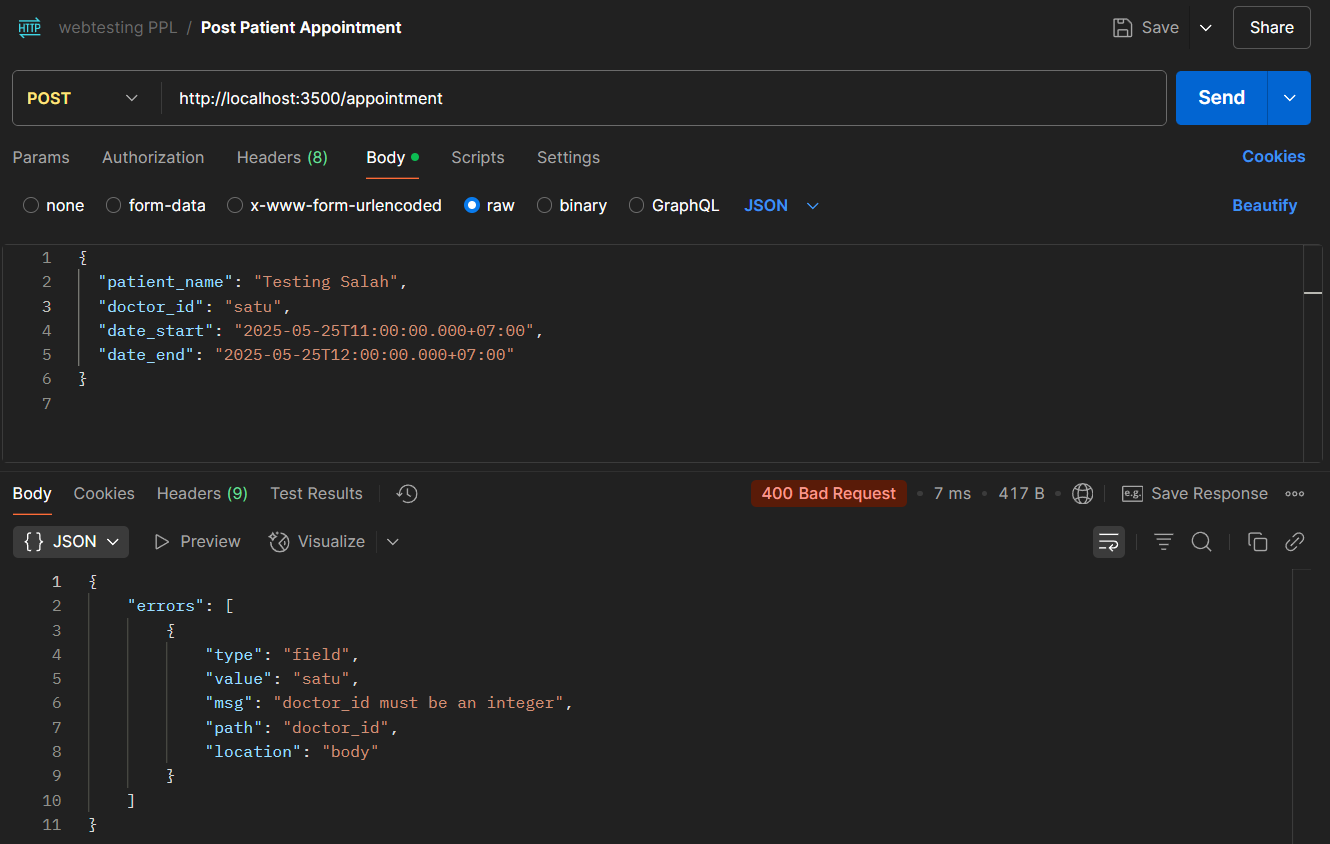 HTTP webtesting PPL / Post Patient Appointment Save Share
POST http://localhost:3500/appointment Send
Params Authorization Headers (8) Body Scripts Settings Cookies
none form-data x-www-form-urlencoded raw binary GraphQL JSON Beautify
1 {
2 "patient_name": "Testing Salah",
3 "doctor_id": "satu",
4 "date_start": "2025-05-25T11:00:00.000+07:00",
5 "date_end": "2025-05-25T12:00:00.000+07:00"
6 }
7
Body Cookies Headers (9) Test Results 400 Bad Request • 7 ms • 417 B • e.g. Save Response
{} JSON Preview Visualize
1 {
2 "errors": [
3 {
4 "type": "field",
5 "value": "satu",
6 "msg": "doctor_id must be an integer",
7 "path": "doctor_id",
8 "location": "body"
9 }
10 ]
11 }